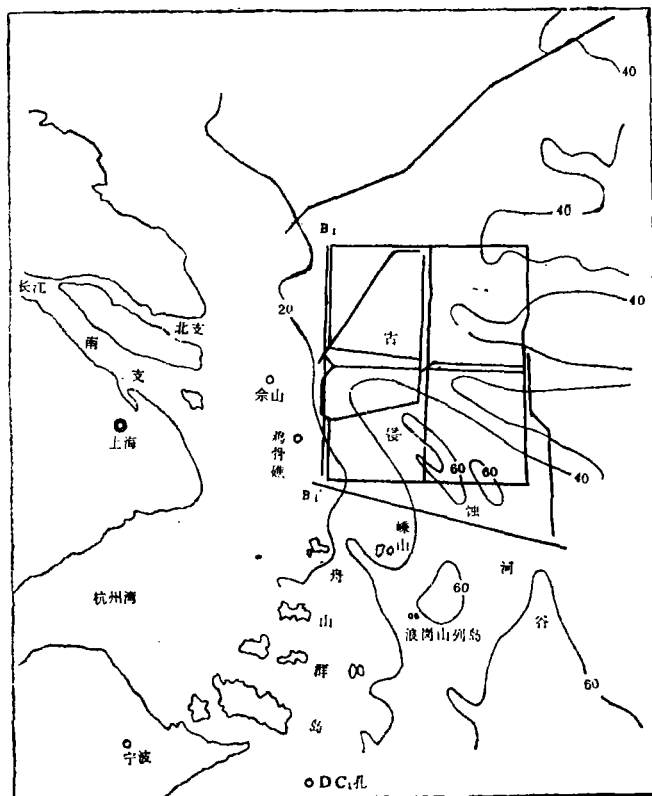 40
40
B₁
长江
20
40
北支
古
南支
佘山
上海
鸡骨礁
侵
60 60
40
B₁'
蚀
嵊山
舟山群岛
河
60
杭州湾
浪岗山列岛
谷
60
宁波
DC₁孔